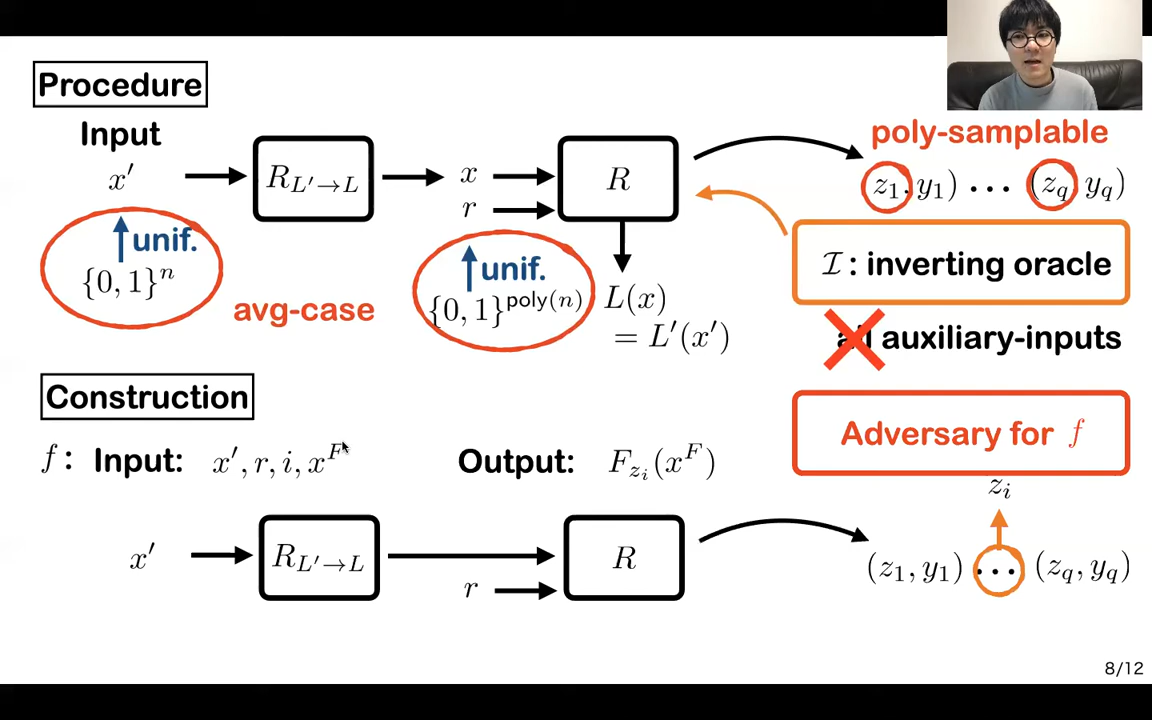 Procedure
Input
x′
R_{L′→L}
x
r
R
poly-samplable
(z_1, y_1) ··· (z_q, y_q)
unif.
{0, 1}^n
avg-case
unif.
{0, 1}^{poly(n)}
L(x)
= L′(x′)
I : inverting oracle
all auxiliary-inputs
Construction
f : Input: x′, r, i, x^F Output: F_{z_i}(x^F)
Adversary for f
z_i
x′
R_{L′→L}
r
R
(z_1, y_1) ··· (z_q, y_q)
8/12